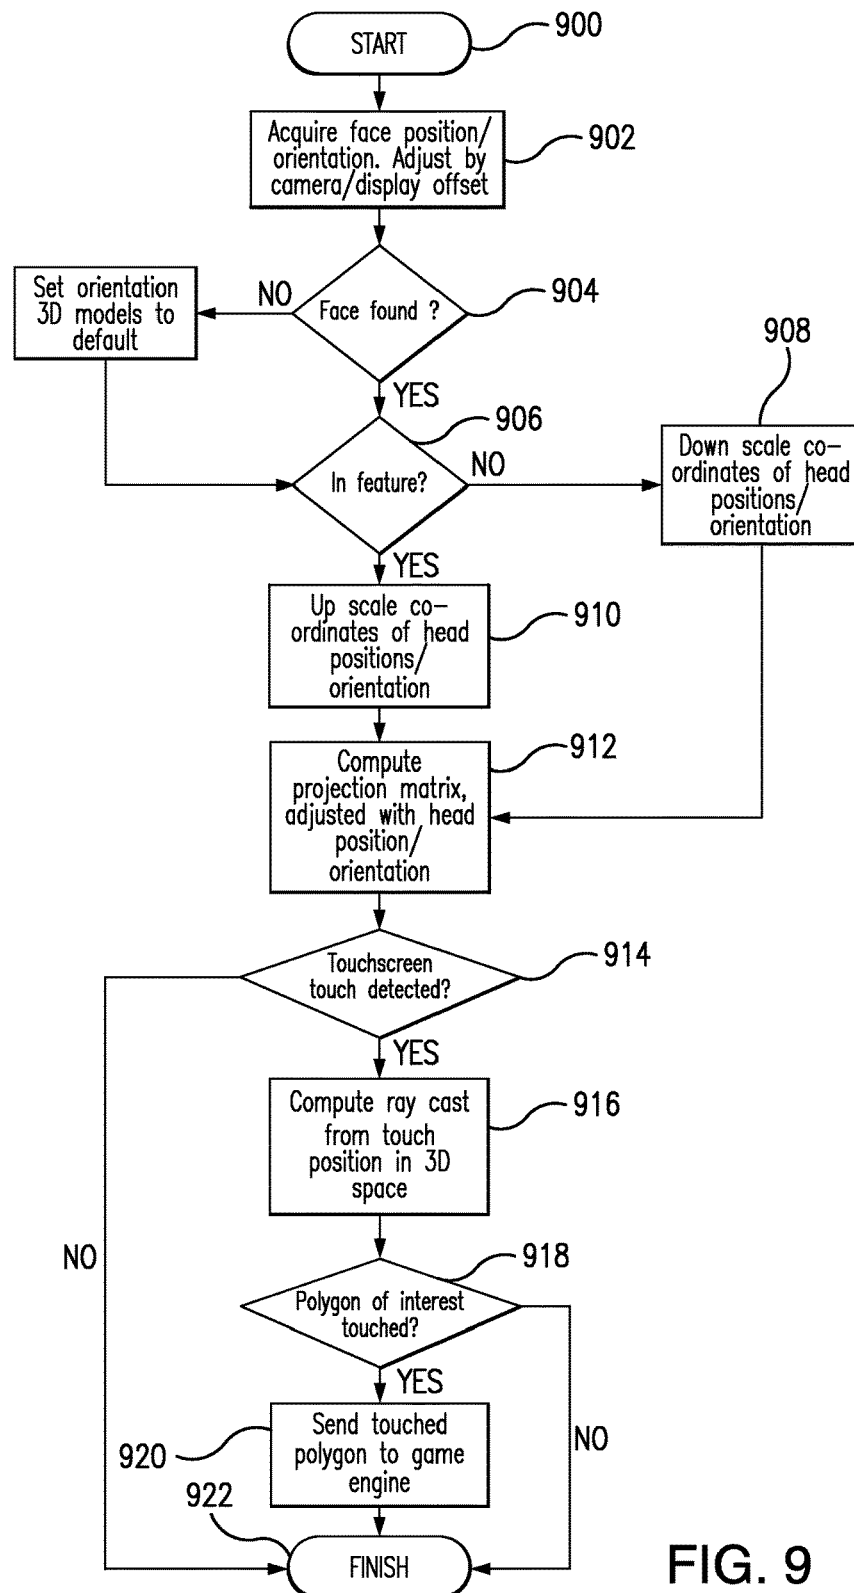 START
900
Acquire face position/
orientation. Adjust by
camera/display offset
902
Set orientation
3D models to
default
NO
Face found ?
904
YES
906
In feature?
NO
908
Down scale co-
ordinates of head
positions/
orientation
YES
Up scale co-
ordinates of head
positions/
orientation
910
Compute
projection matrix,
adjusted with head
position/
orientation
912
Touchscreen
touch detected?
914
YES
Compute ray cast
from touch
position in 3D
space
916
NO
Polygon of interest
touched?
918
YES
Send touched
polygon to game
engine
920
NO
922
FINISH
FIG. 9